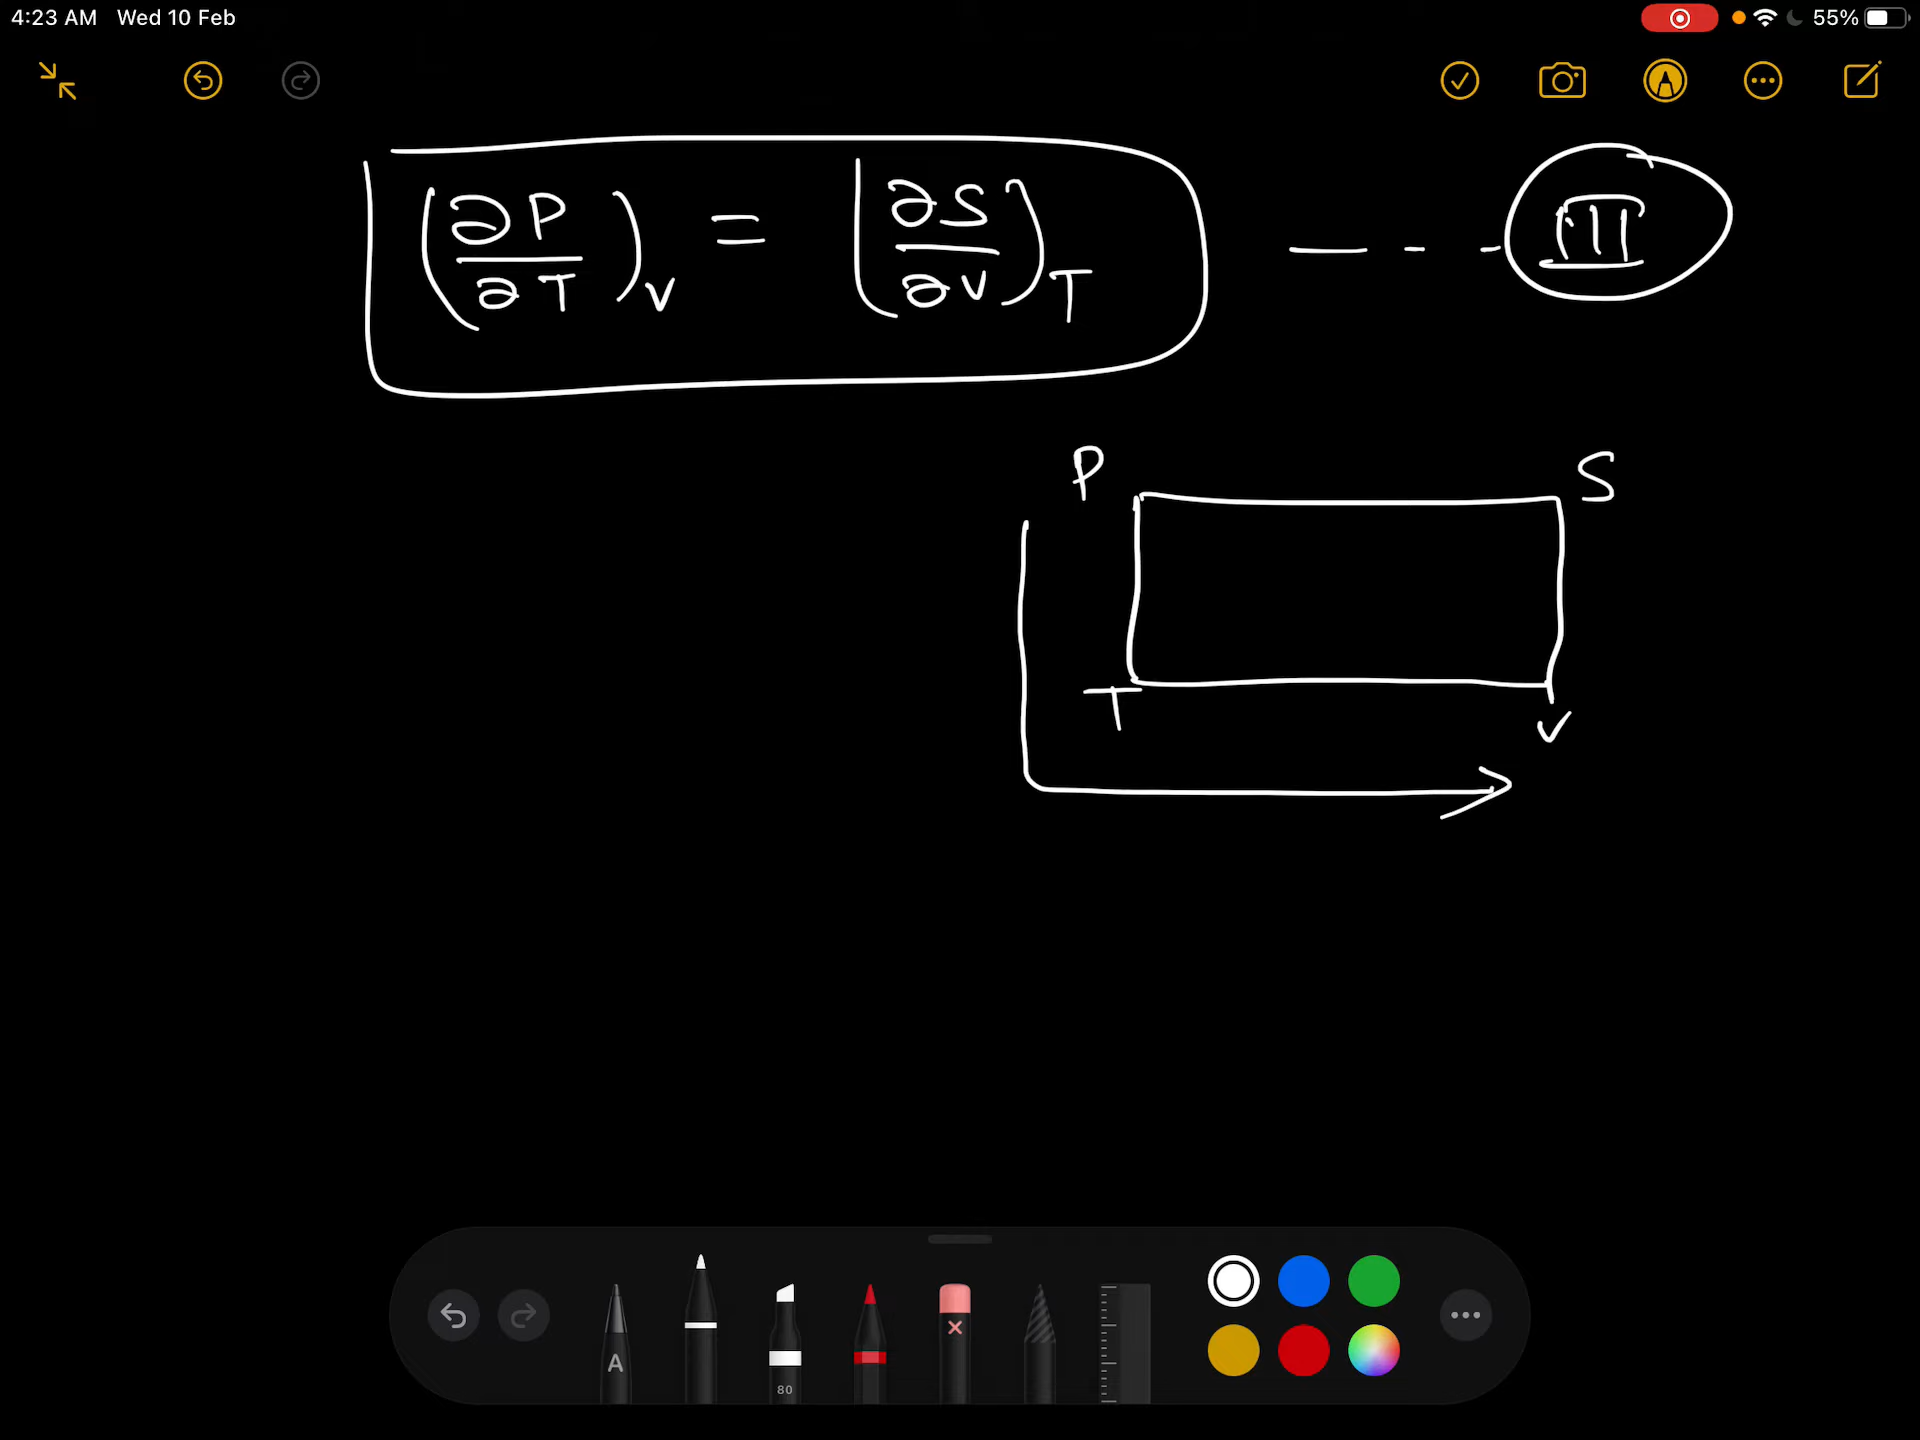 4:23 AM Wed 10 Feb 55%
(∂P/∂T)_V = (∂S/∂V)_T — - - III
P S
T V
A 80